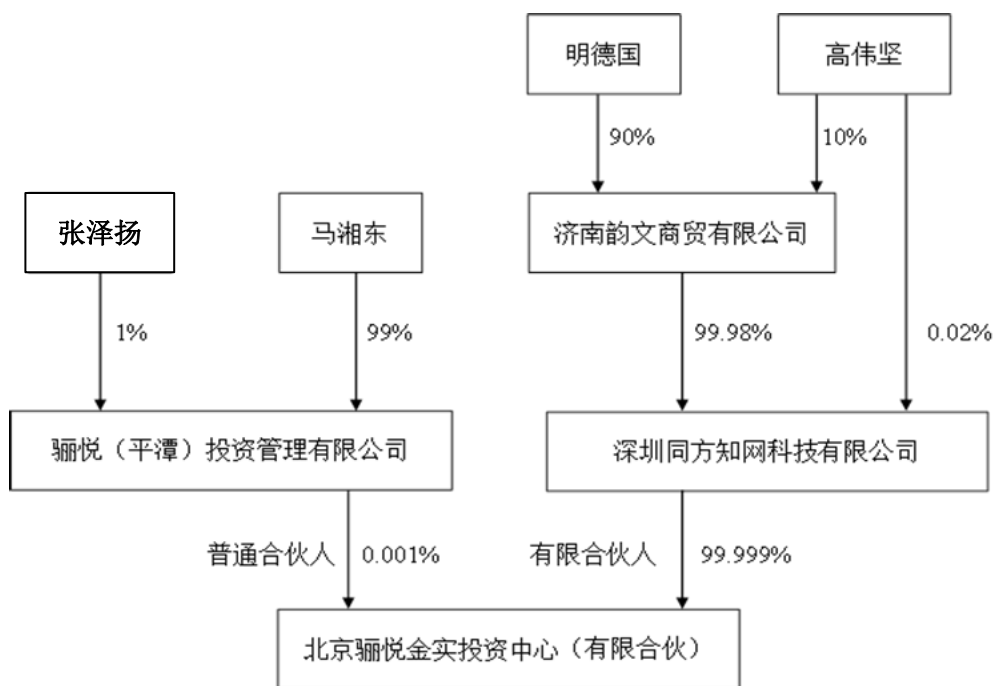 明德国
高伟坚
90%
10%
张泽扬
马湘东
济南韵文商贸有限公司
1%
99%
99.98%
0.02%
骊悦（平潭）投资管理有限公司
深圳同方知网科技有限公司
普通合伙人
0.001%
有限合伙人
99.999%
北京骊悦金实投资中心（有限合伙）